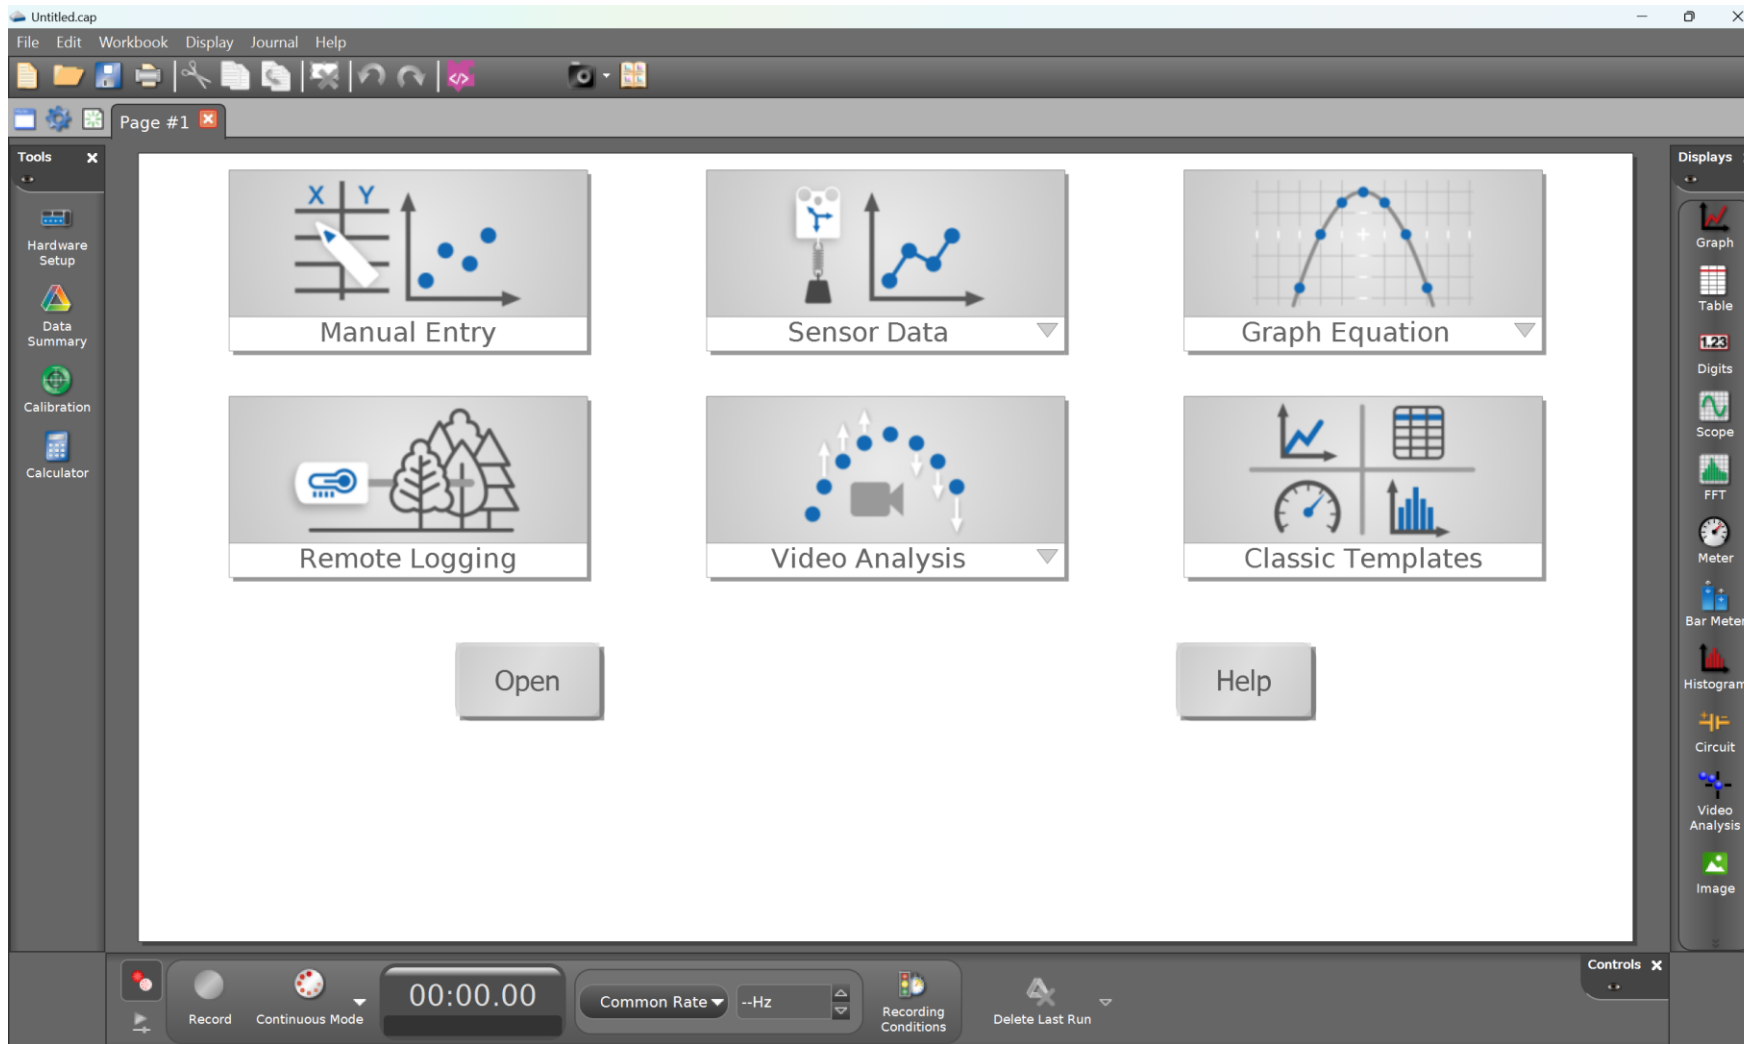 Untitled.cap
File Edit Workbook Display Journal Help
</>
Page #1
Tools
Hardware
Setup
Data
Summary
Calibration
Calculator
X Y
Manual Entry
Sensor Data
Graph Equation
Remote Logging
Video Analysis
Classic Templates
Open
Help
Displays
Graph
Table
1.23
Digits
Scope
FFT
Meter
Bar Meter
Histogram
Circuit
Video
Analysis
Image
Record
Continuous Mode
00:00.00
Common Rate
--Hz
Recording
Conditions
Delete Last Run
Controls